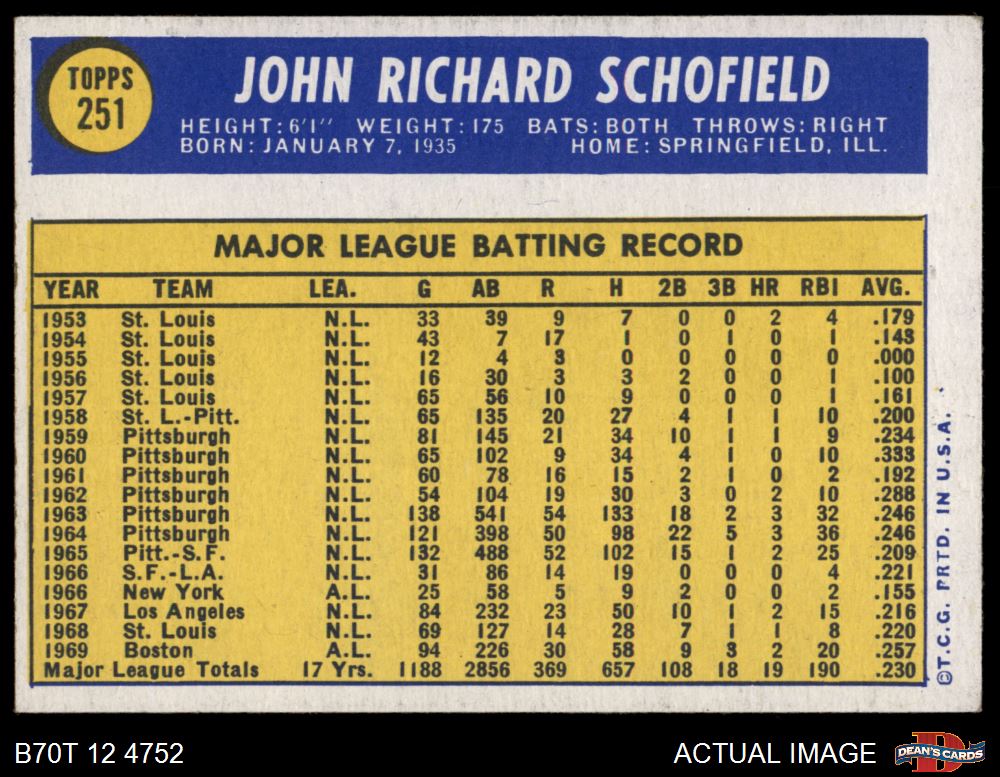 TOPPS
251
JOHN RICHARD SCHOFIELD
HEIGHT: 6'1" WEIGHT: 175 BATS: BOTH THROWS: RIGHT
BORN: JANUARY 7, 1935 HOME: SPRINGFIELD, ILL.
MAJOR LEAGUE BATTING RECORD
YEAR TEAM LEA. G AB R H 2B 3B HR RBI AVG.
1953 St. Louis N.L. 33 39 9 7 0 0 2 4 .179
1954 St. Louis N.L. 43 7 17 1 0 1 0 1 .143
1955 St. Louis N.L. 12 4 3 0 0 0 0 0 .000
1956 St. Louis N.L. 16 30 3 3 2 0 0 1 .100
1957 St. Louis N.L. 65 56 10 9 0 0 0 1 .161
1958 St. L.-Pitt. N.L. 65 135 20 27 4 1 1 10 .200
1959 Pittsburgh N.L. 81 145 21 34 10 1 1 9 .234
1960 Pittsburgh N.L. 65 102 9 34 4 1 0 10 .333
1961 Pittsburgh N.L. 60 78 16 15 2 1 0 2 .192
1962 Pittsburgh N.L. 54 104 19 30 3 0 2 10 .288
1963 Pittsburgh N.L. 138 541 54 133 18 2 3 32 .246
1964 Pittsburgh N.L. 121 398 50 98 22 5 3 36 .246
1965 Pitt.-S.F. N.L. 132 488 52 102 15 1 2 25 .209
1966 S.F.-L.A. N.L. 31 86 14 19 0 0 0 4 .221
1966 New York A.L. 25 58 5 9 2 0 0 2 .155
1967 Los Angeles N.L. 84 232 23 50 10 1 2 15 .216
1968 St. Louis N.L. 69 127 14 28 7 1 1 8 .220
1969 Boston A.L. 94 226 30 58 9 3 2 20 .257
Major League Totals 17 Yrs. 1188 2856 369 657 108 18 19 190 .230
©T.C.G. PRTD. IN U.S.A.
B70T 12 4752
ACTUAL IMAGE
DEAN'S CARDS